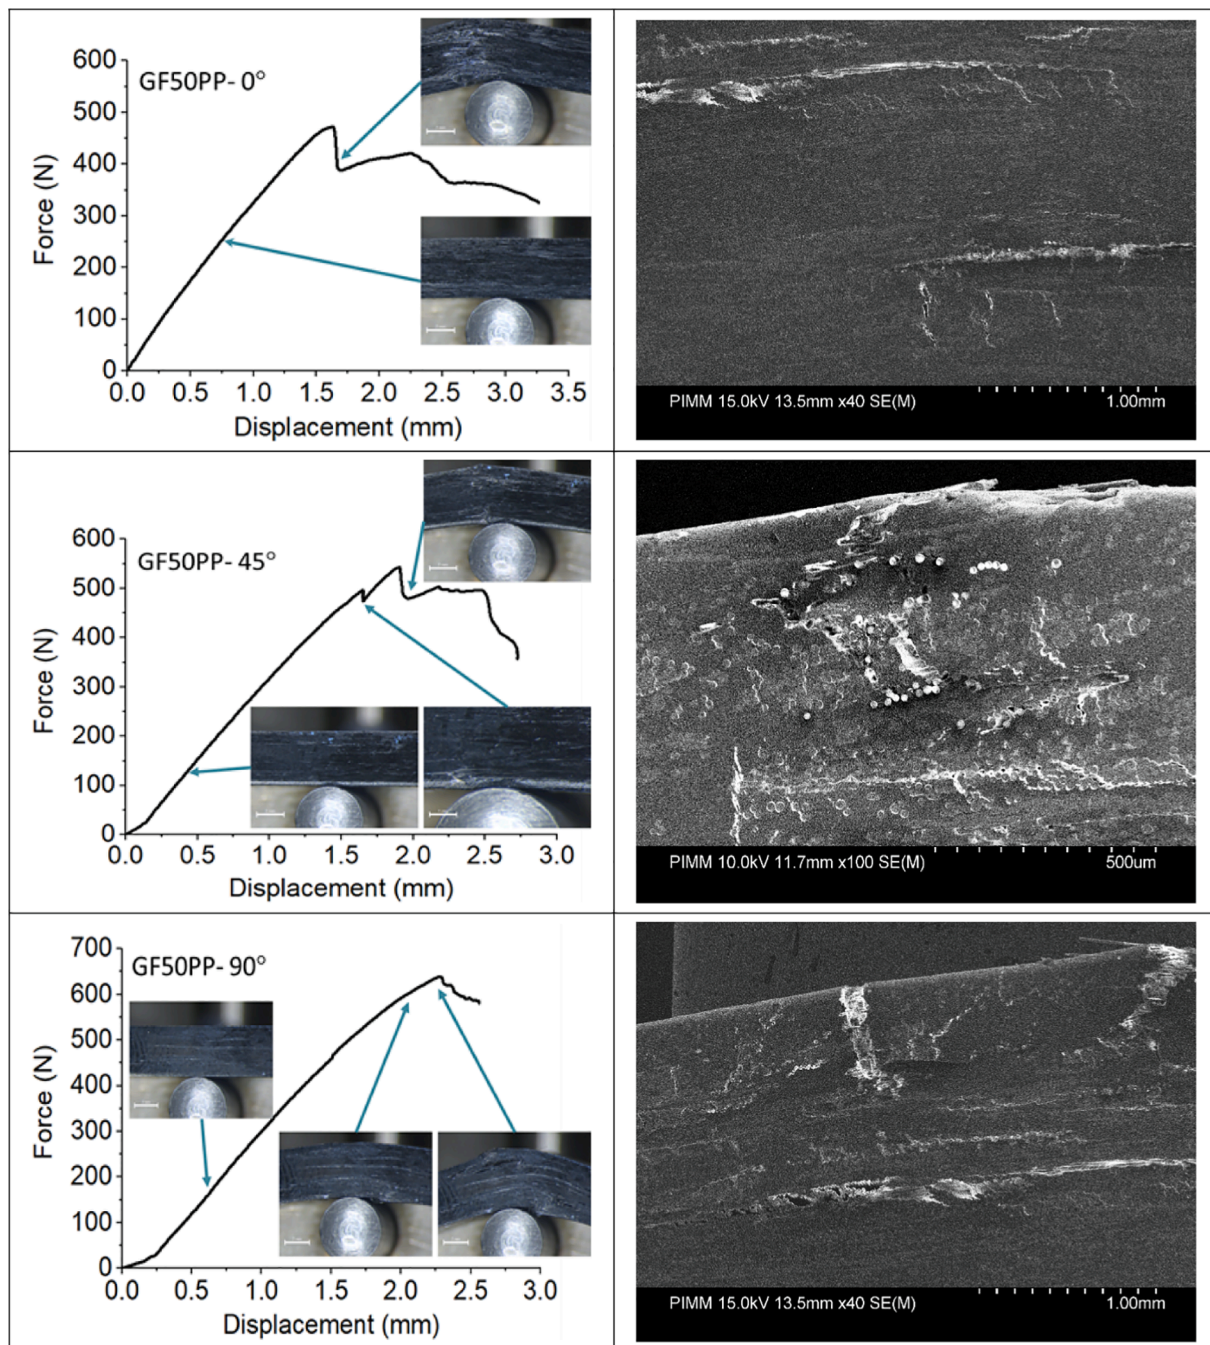 GF50PP- 0°
600
500
400
300
200
100
0
Force (N)
0.0 0.5 1.0 1.5 2.0 2.5 3.0 3.5
Displacement (mm)
PIMM 15.0kV 13.5mm x40 SE(M) 1.00mm
GF50PP- 45°
600
500
400
300
200
100
0
Force (N)
0.0 0.5 1.0 1.5 2.0 2.5 3.0
Displacement (mm)
PIMM 10.0kV 11.7mm x100 SE(M) 500um
700
GF50PP- 90°
600
500
400
300
200
100
0
Force (N)
0.0 0.5 1.0 1.5 2.0 2.5 3.0
Displacement (mm)
PIMM 15.0kV 13.5mm x40 SE(M) 1.00mm